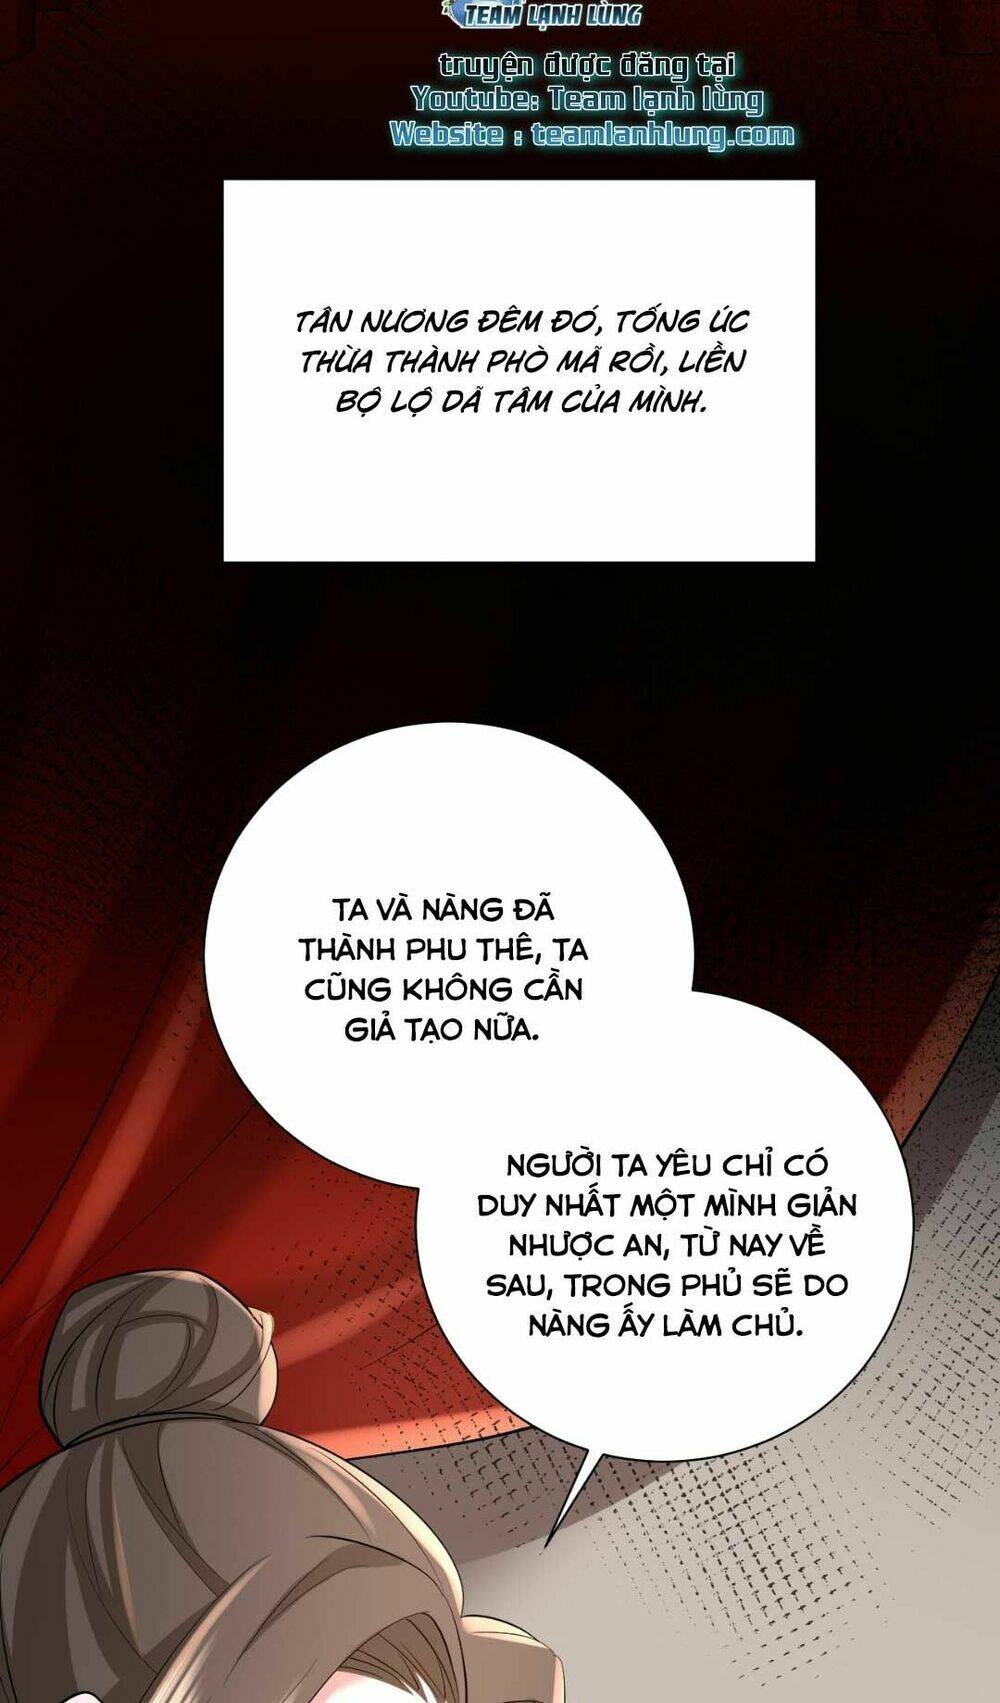 TEAM LẠNH LÙNG
truyện được đăng tại
Youtube: Team lạnh lùng
Website : teamlanhlung.com
TÂN NƯƠNG ĐÊM ĐÓ, TỐNG ÚC
THỪA THÀNH PHÒ MÃ RỒI, LIỀN
BỘ LỘ DÃ TÂM CỦA MÌNH.
TA VÀ NÀNG ĐÃ
THÀNH PHU THÊ, TA
CŨNG KHÔNG CẦN
GIẢ TẠO NỮA.
NGƯỜI TA YÊU CHỈ CÓ
DUY NHẤT MỘT MÌNH GIẢN
NHƯỢC AN, TỪ NAY VỀ
SAU, TRONG PHỦ SẼ DO
NÀNG ẤY LÀM CHỦ.